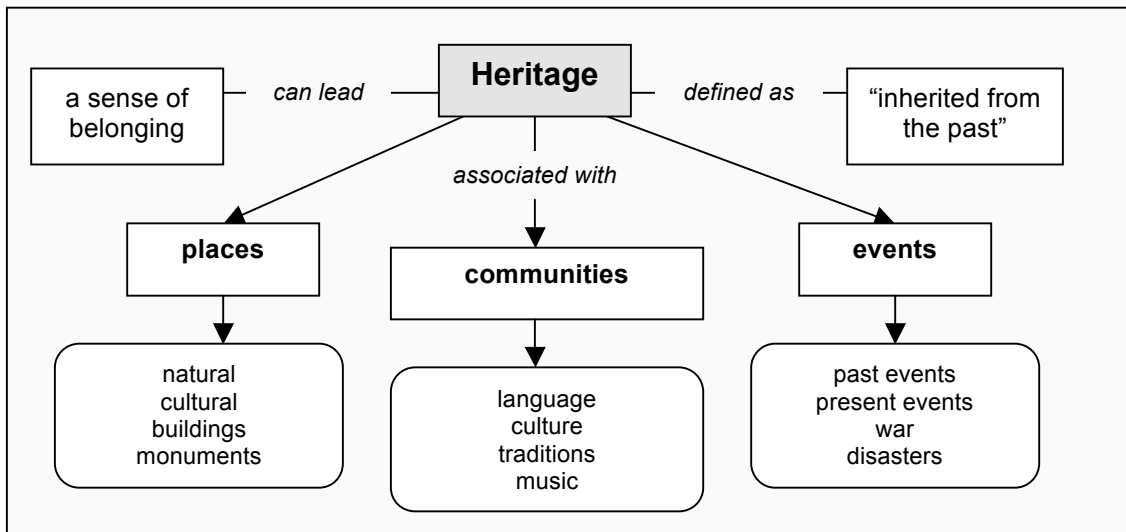 Heritage
a sense of
belonging
can lead
defined as
“inherited from
the past”
associated with
places
communities
events
natural
cultural
buildings
monuments
language
culture
traditions
music
past events
present events
war
disasters